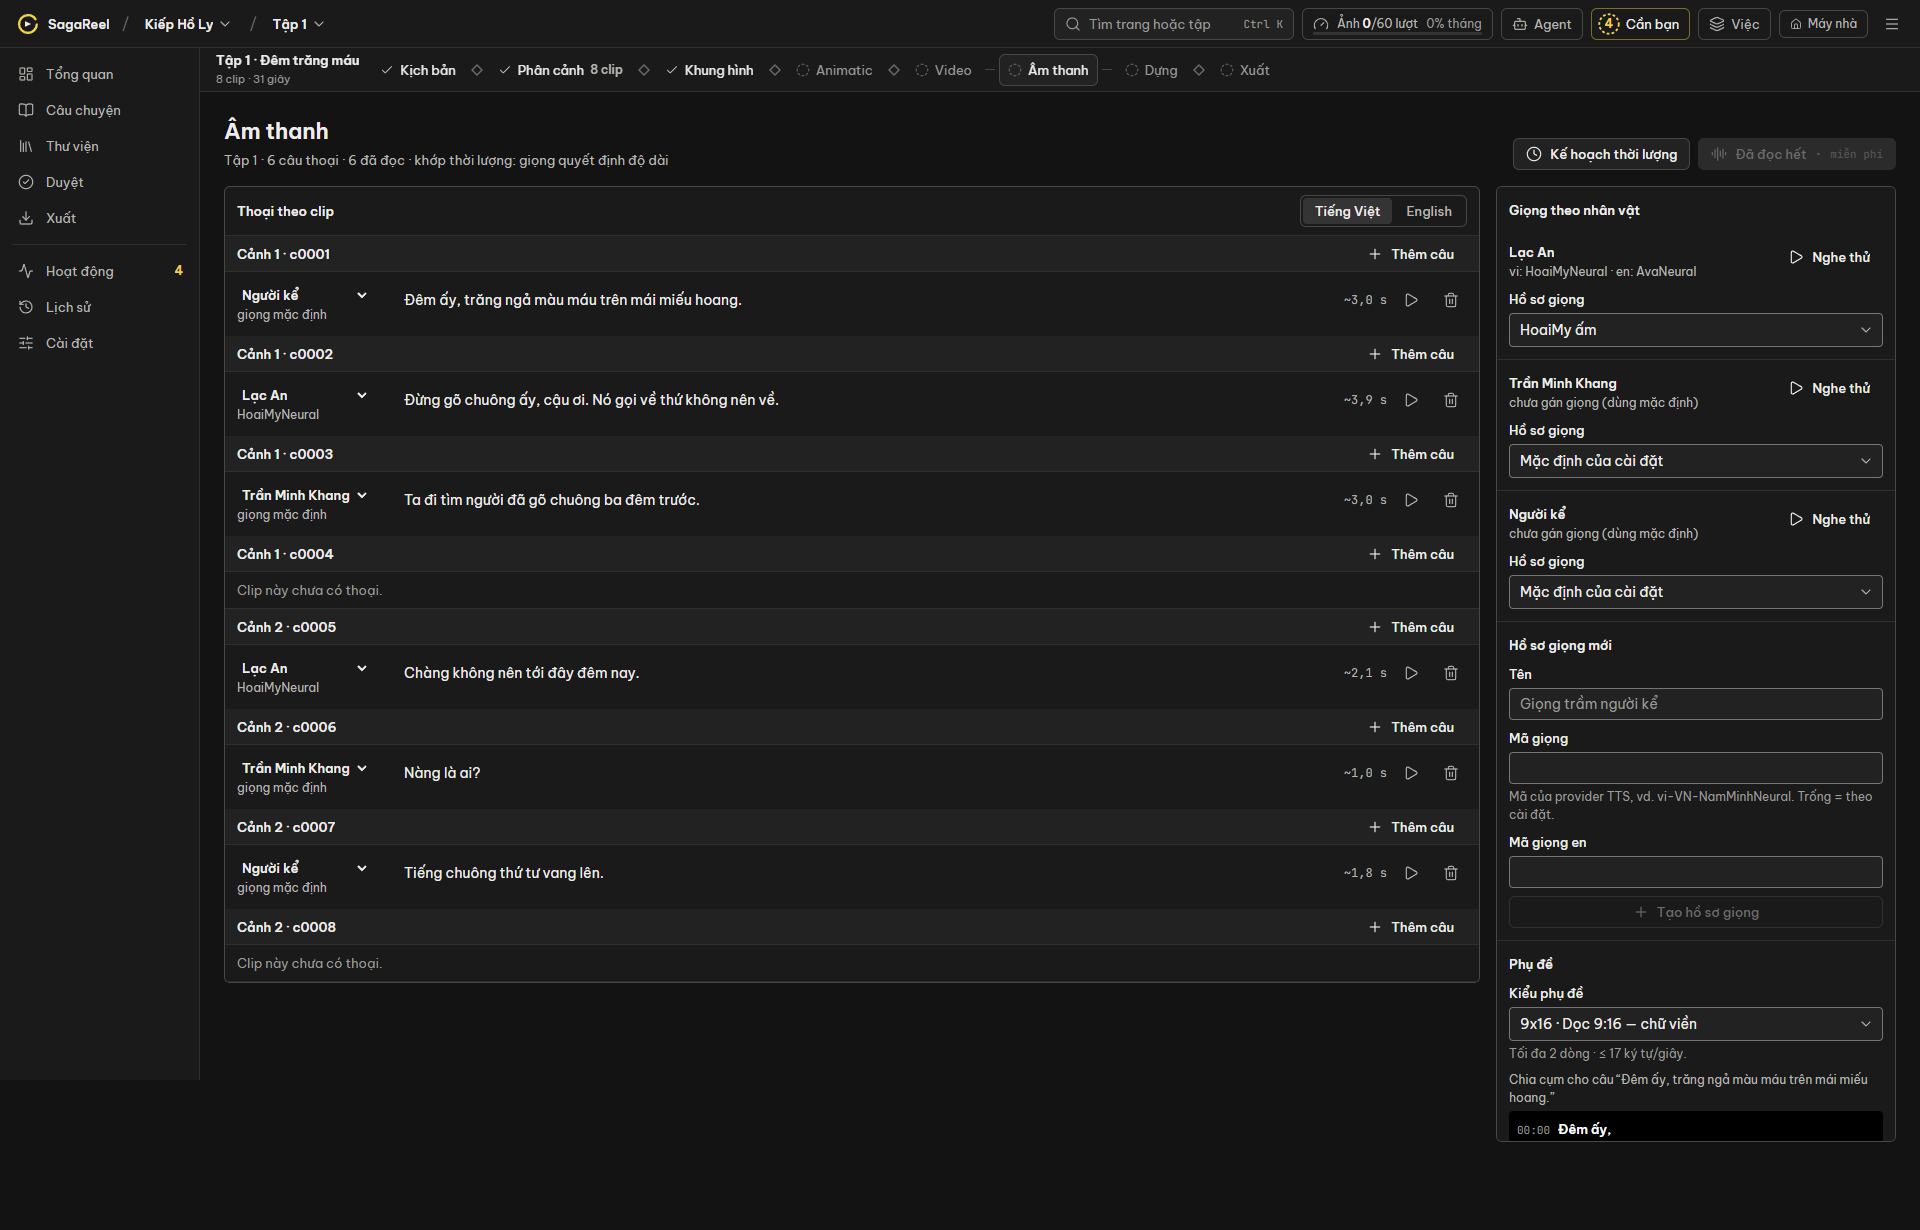 SagaReel / Kiếp Hồ Ly / Tập 1
Tìm trang hoặc tập Ctrl K
Ảnh 0/60 lượt 0% tháng
Agent
4 Cần bạn
Việc
Máy nhà
Tổng quan
Câu chuyện
Thư viện
Duyệt
Xuất
Hoạt động 4
Lịch sử
Cài đặt
Tập 1 · Đêm trăng máu
8 clip · 31 giây
Kịch bản
Phân cảnh 8 clip
Khung hình
Animatic
Video
Âm thanh
Dựng
Xuất
Âm thanh
Tập 1 · 6 câu thoại · 6 đã đọc · khớp thời lượng: giọng quyết định độ dài
Kế hoạch thời lượng
Đã đọc hết · miễn phí
Thoại theo clip
Tiếng Việt English
Cảnh 1 · c0001 Thêm câu
Người kể
giọng mặc định
Đêm ấy, trăng ngả màu máu trên mái miếu hoang.
~3,0 s
Cảnh 1 · c0002 Thêm câu
Lạc An
HoaiMyNeural
Đừng gõ chuông ấy, cậu ơi. Nó gọi về thứ không nên về.
~3,9 s
Cảnh 1 · c0003 Thêm câu
Trần Minh Khang
giọng mặc định
Ta đi tìm người đã gõ chuông ba đêm trước.
~3,0 s
Cảnh 1 · c0004 Thêm câu
Clip này chưa có thoại.
Cảnh 2 · c0005 Thêm câu
Lạc An
HoaiMyNeural
Chàng không nên tới đây đêm nay.
~2,1 s
Cảnh 2 · c0006 Thêm câu
Trần Minh Khang
giọng mặc định
Nàng là ai?
~1,0 s
Cảnh 2 · c0007 Thêm câu
Người kể
giọng mặc định
Tiếng chuông thứ tư vang lên.
~1,8 s
Cảnh 2 · c0008 Thêm câu
Clip này chưa có thoại.
Giọng theo nhân vật
Lạc An
vi: HoaiMyNeural · en: AvaNeural
Nghe thử
Hồ sơ giọng
HoaiMy ấm
Trần Minh Khang
chưa gán giọng (dùng mặc định)
Nghe thử
Hồ sơ giọng
Mặc định của cài đặt
Người kể
chưa gán giọng (dùng mặc định)
Nghe thử
Hồ sơ giọng
Mặc định của cài đặt
Hồ sơ giọng mới
Tên
Giọng trầm người kể
Mã giọng
Mã của provider TTS, vd. vi-VN-NamMinhNeural. Trống = theo
cài đặt.
Mã giọng en
Tạo hồ sơ giọng
Phụ đề
Kiểu phụ đề
9x16 · Dọc 9:16 — chữ viền
Tối đa 2 dòng · ≤ 17 ký tự/giây.
Chia cụm cho câu “Đêm ấy, trăng ngả màu máu trên mái miếu
hoang.”
00:00 Đêm ấy,